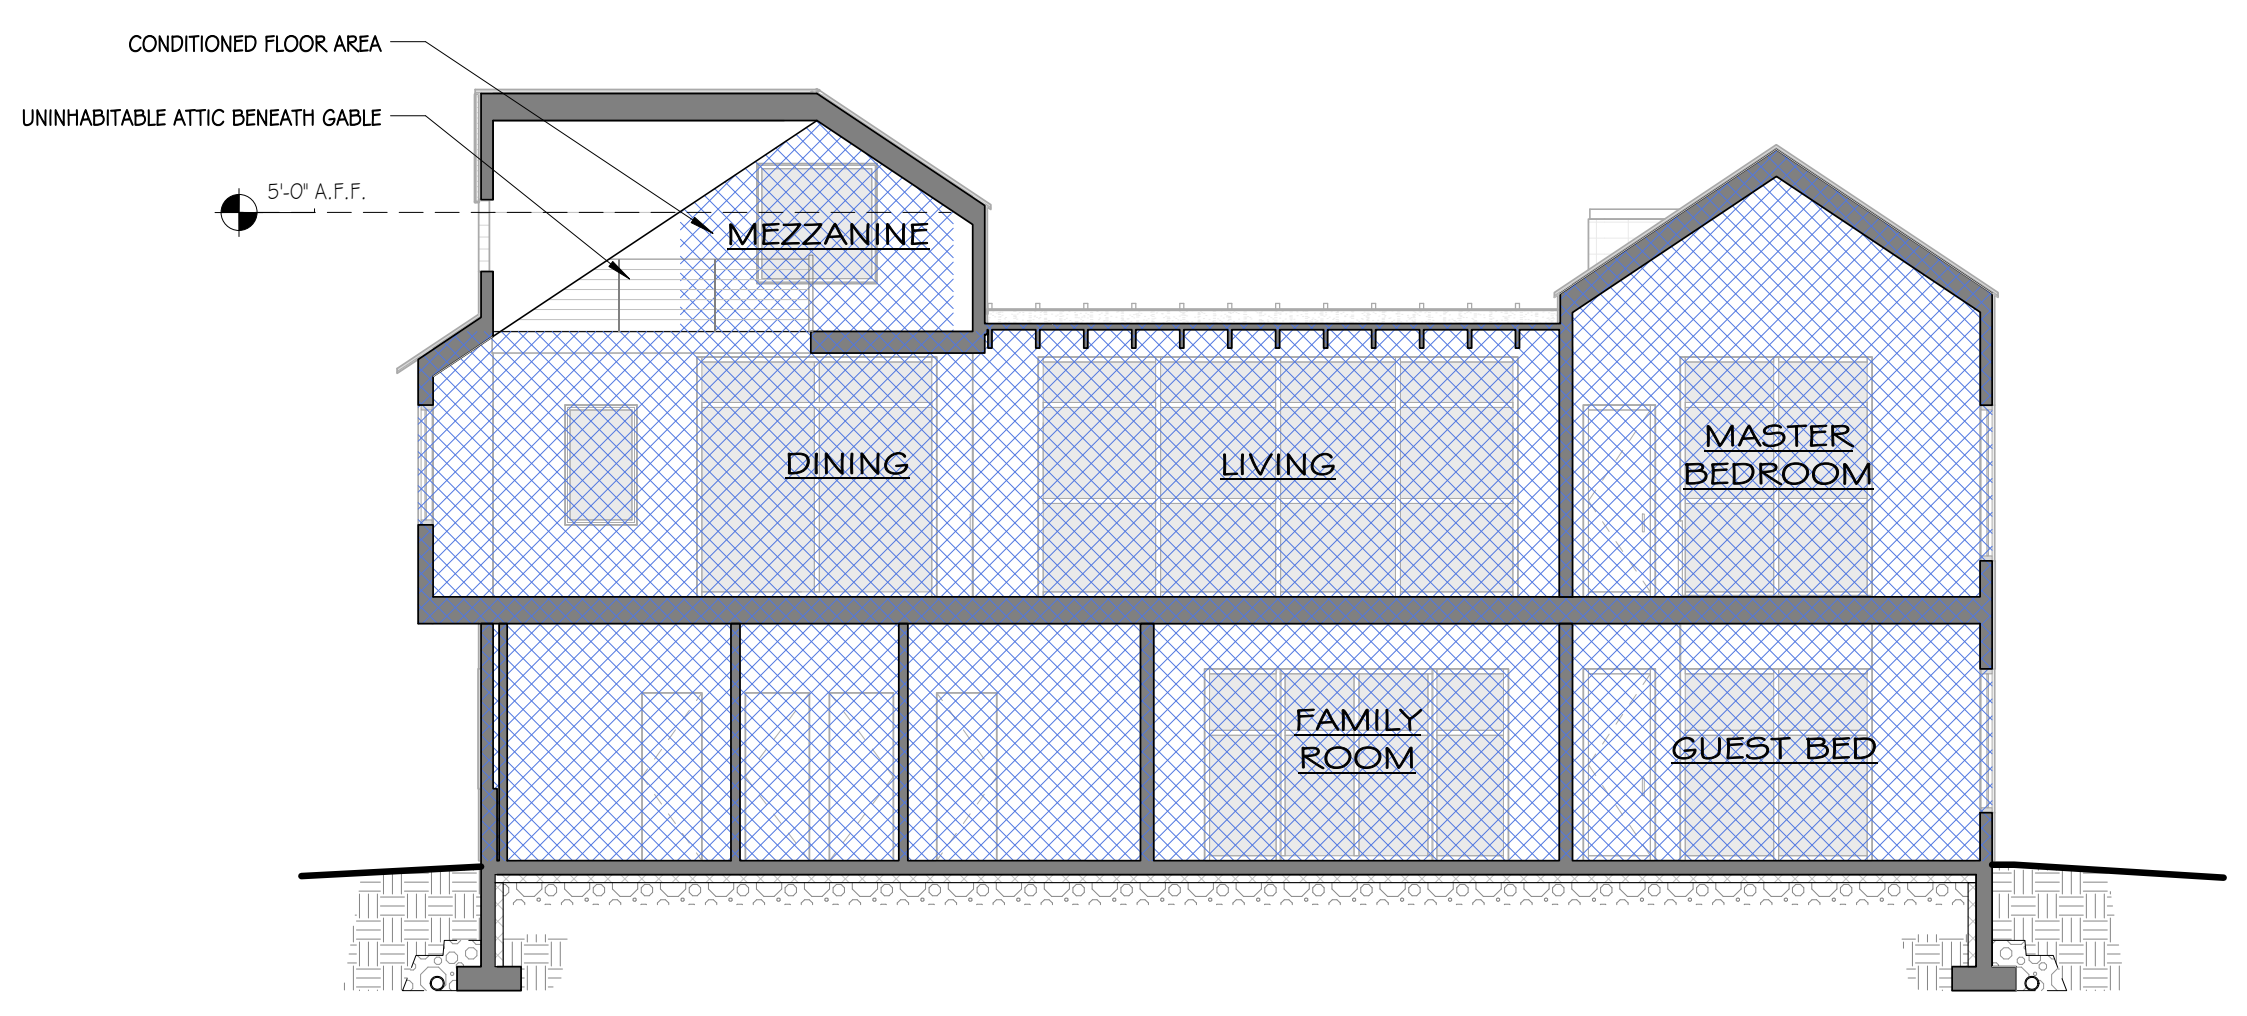 CONDITIONED FLOOR AREA
UNINHABITABLE ATTIC BENEATH GABLE
5'-0" A.F.F.
MEZZANINE
DINING
LIVING
MASTER
BEDROOM
FAMILY
ROOM
GUEST BED